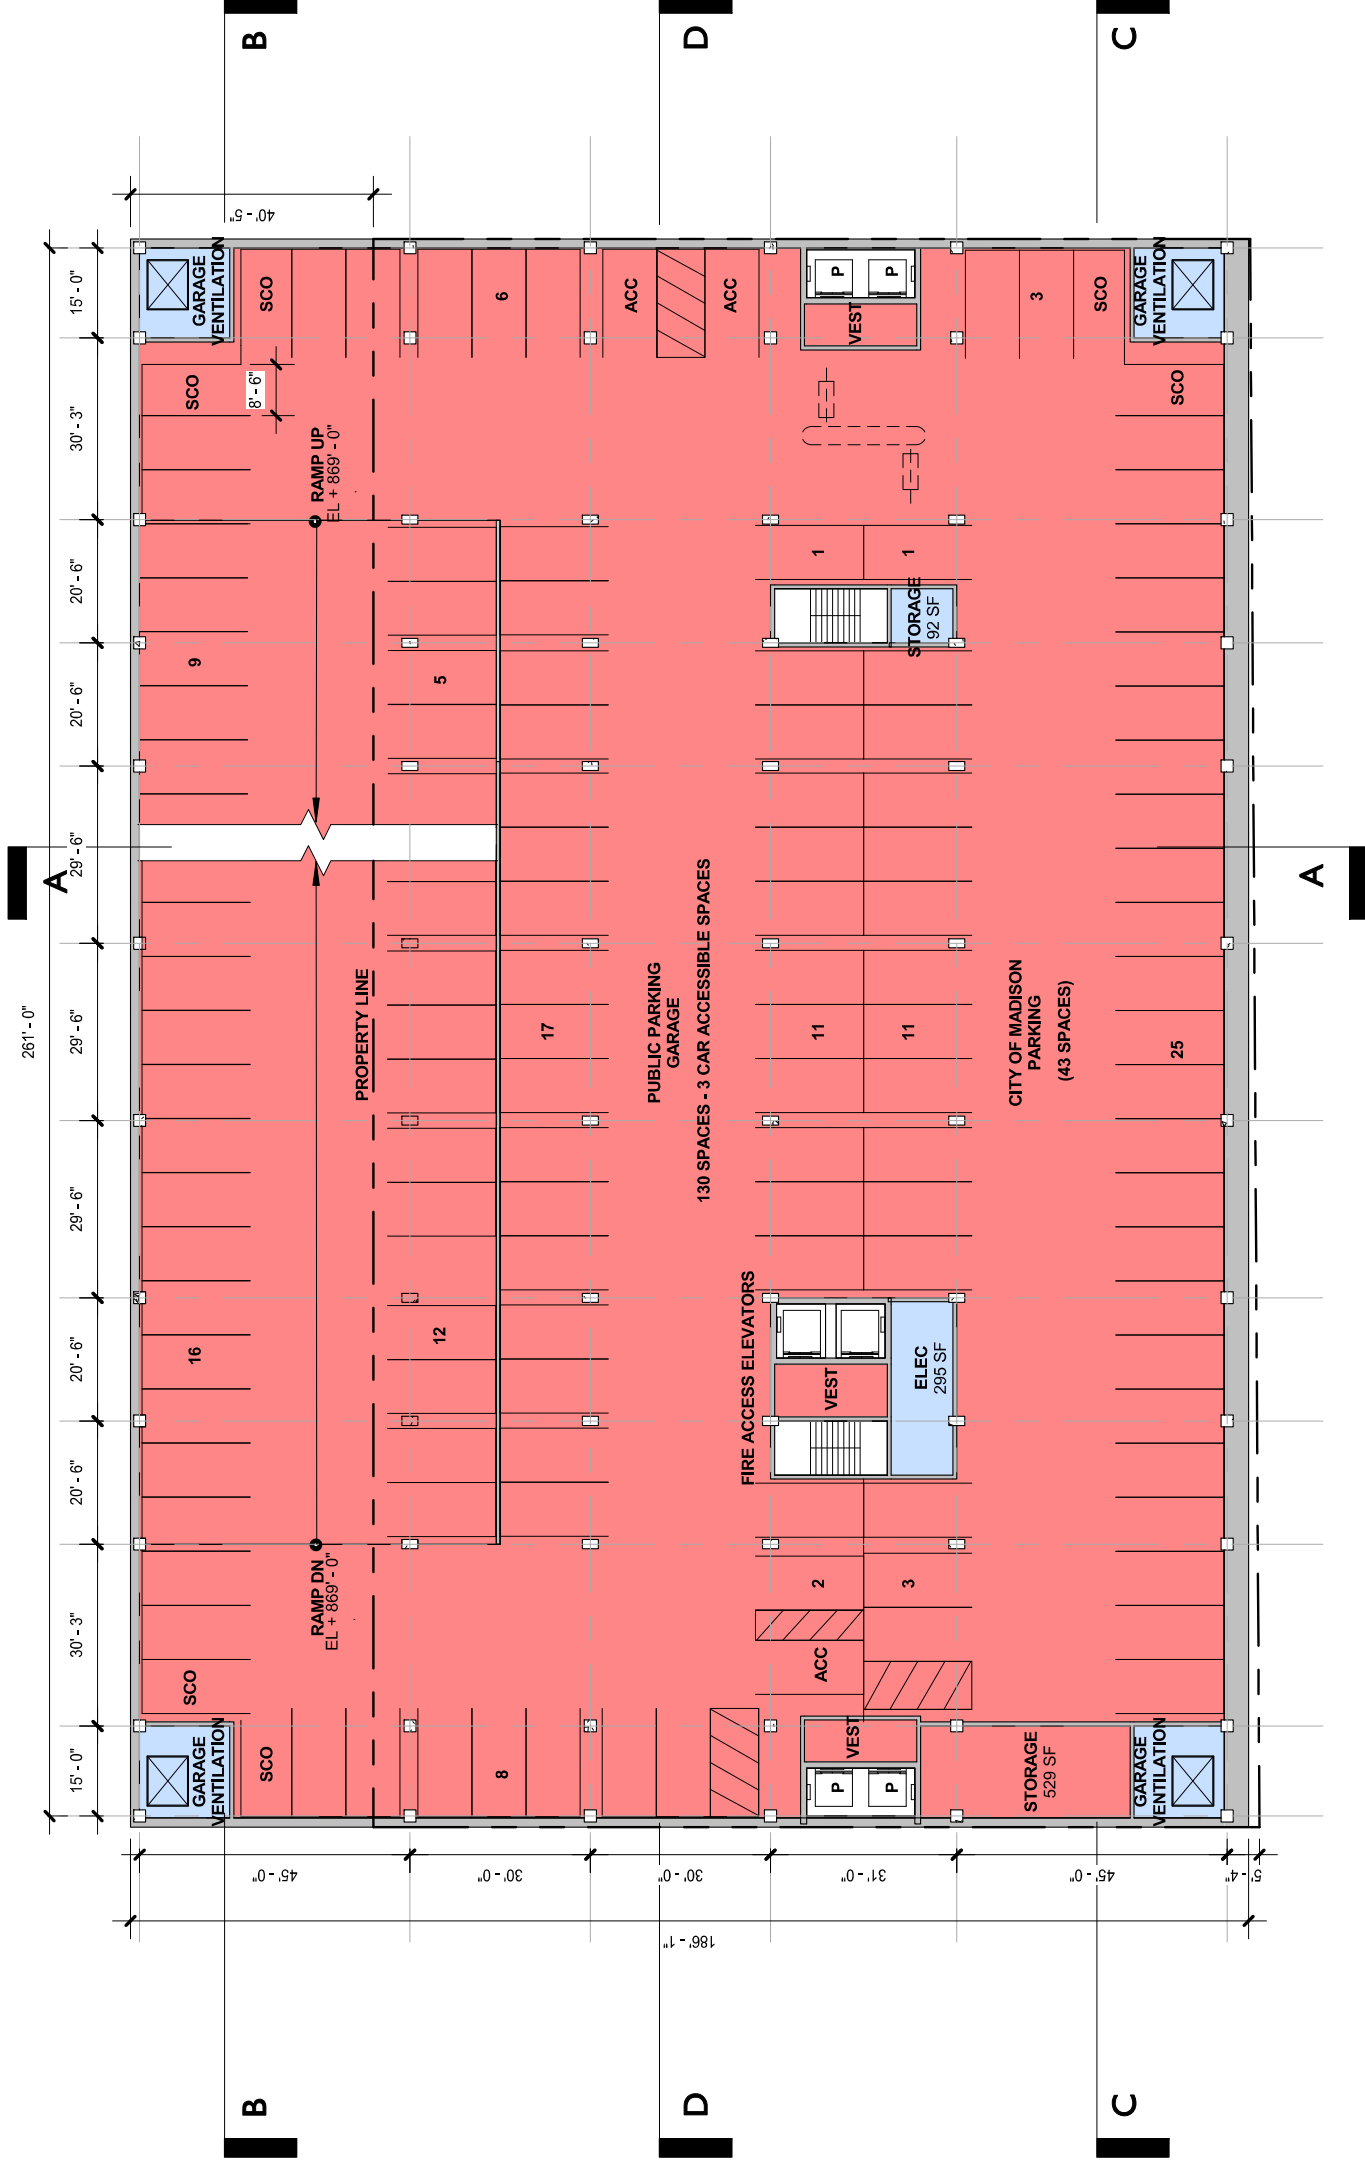 B
D
C
40' - 5"
261' - 0"
15' - 0"
30' - 3"
20' - 6"
20' - 6"
29' - 6"
29' - 6"
29' - 6"
20' - 6"
20' - 6"
30' - 3"
15' - 0"
A
A
GARAGE
VENTILATION
SCO
6
ACC
ACC
P
P
VEST
3
SCO
GARAGE
VENTILATION
SCO
8' - 6"
SCO
RAMP UP
EL + 869' - 0"
1
1
STORAGE
92 SF
9
5
PROPERTY LINE
17
PUBLIC PARKING
GARAGE
130 SPACES - 3 CAR ACCESSIBLE SPACES
11
11
CITY OF MADISON
PARKING
(43 SPACES)
25
16
12
FIRE ACCESS ELEVATORS
VEST
ELEC
295 SF
RAMP DN
EL + 869' - 0"
2
3
ACC
SCO
GARAGE
VENTILATION
SCO
8
VEST
P
P
STORAGE
529 SF
GARAGE
VENTILATION
45' - 0"
30' - 0"
30' - 0"
31' - 0"
45' - 0"
5' - 4"
186' - 1"
B
D
C